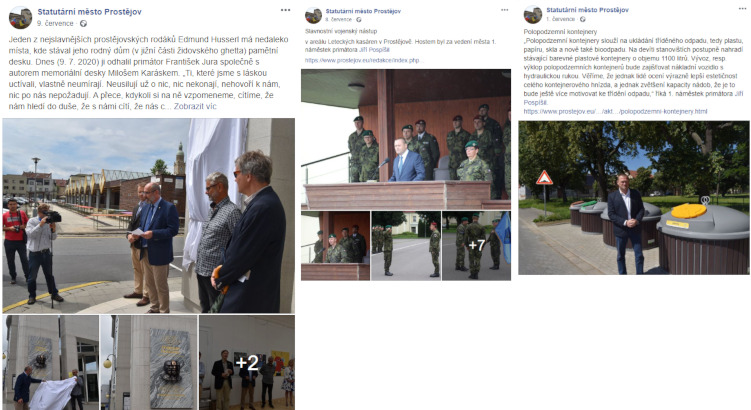 Statutární město Prostějov
9. červenec ·
Jeden z nejslavnějších prostějovských rodáků Edmund Husserl má nedaleko
místa, kde stával jeho rodný dům (v jižní části židovského ghetta) pamětní
desku. Dnes (9. 7. 2020) ji odhalil primátor František Jura společně s
autorem memoriální desky Milošem Karáskem. „Ti, které jsme s láskou
uctívali, vlastně neumírají. Neusilují už o nic, nic nekonají, nehovoří k nám,
nic po nás nepožadují. A přece, kdykoli si na ně vzpomeneme, cítíme, že
nám hledí do duše, že s námi cítí, že nás c... Zobrazit víc
+2
Statutární město Prostějov
8. červenec ·
Slavnostní vojenský nástup
v areálu Leteckých kasáren v Prostějově. Hostem byl za vedení města 1.
náměstek primátora Jiří Pospíšil
https://www.prostejov.eu/redakce/index.php...
+7
Statutární město Prostějov
1. červenec ·
Polopodzemní kontejnery
„Polopodzemní kontejnery slouží na ukládání tříděného odpadu, tedy plastu,
papíru, skla a nově také bioodpadu. Na devíti stanovištích postupně nahradí
stávající barevné plastové kontejnery o objemu 1100 litrů. Vývoz, resp.
výklop polopodzemních kontejnerů bude zajišťovat nákladní vozidlo s
hydraulickou rukou. Věříme, že jednak lidé ocení výrazně lepší estetičnost
celého kontejnerového hnízda, a jednak zvětšení kapacity nádob, že je to
bude ještě více motivovat ke třídění odpadu," říká 1. náměstek primátora Jiří
Pospíšil.
https://www.prostejov.eu/.../akt.../polopodzemni-kontejnery.html